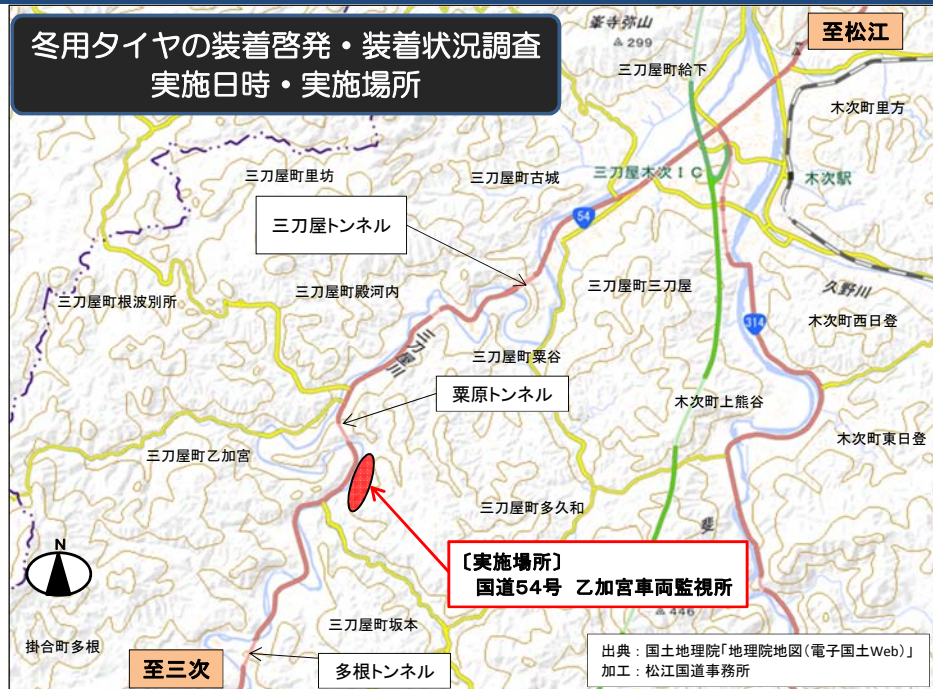 冬用タイヤの装着啓発・装着状況調査
実施日時・実施場所
峯寺弥山
299
至松江
三刀屋町給下
木次町里方
三刀屋町里坊
三刀屋町古城
三刀屋木次IC
木次駅
三刀屋トンネル
54
三刀屋町根波別所
三刀屋町殿河内
三刀屋町三刀屋
久野川
314
木次町西日登
三刀屋川
三刀屋町粟谷
粟原トンネル
木次町上熊谷
木次町東日登
三刀屋町乙加宮
三刀屋町多久和
斐
〔実施場所〕
国道54号 乙加宮車両監視所
N
446
三刀屋町坂本
掛合町多根
至三次
多根トンネル
出典：国土地理院「地理院地図（電子国土Web）」
加工：松江国道事務所